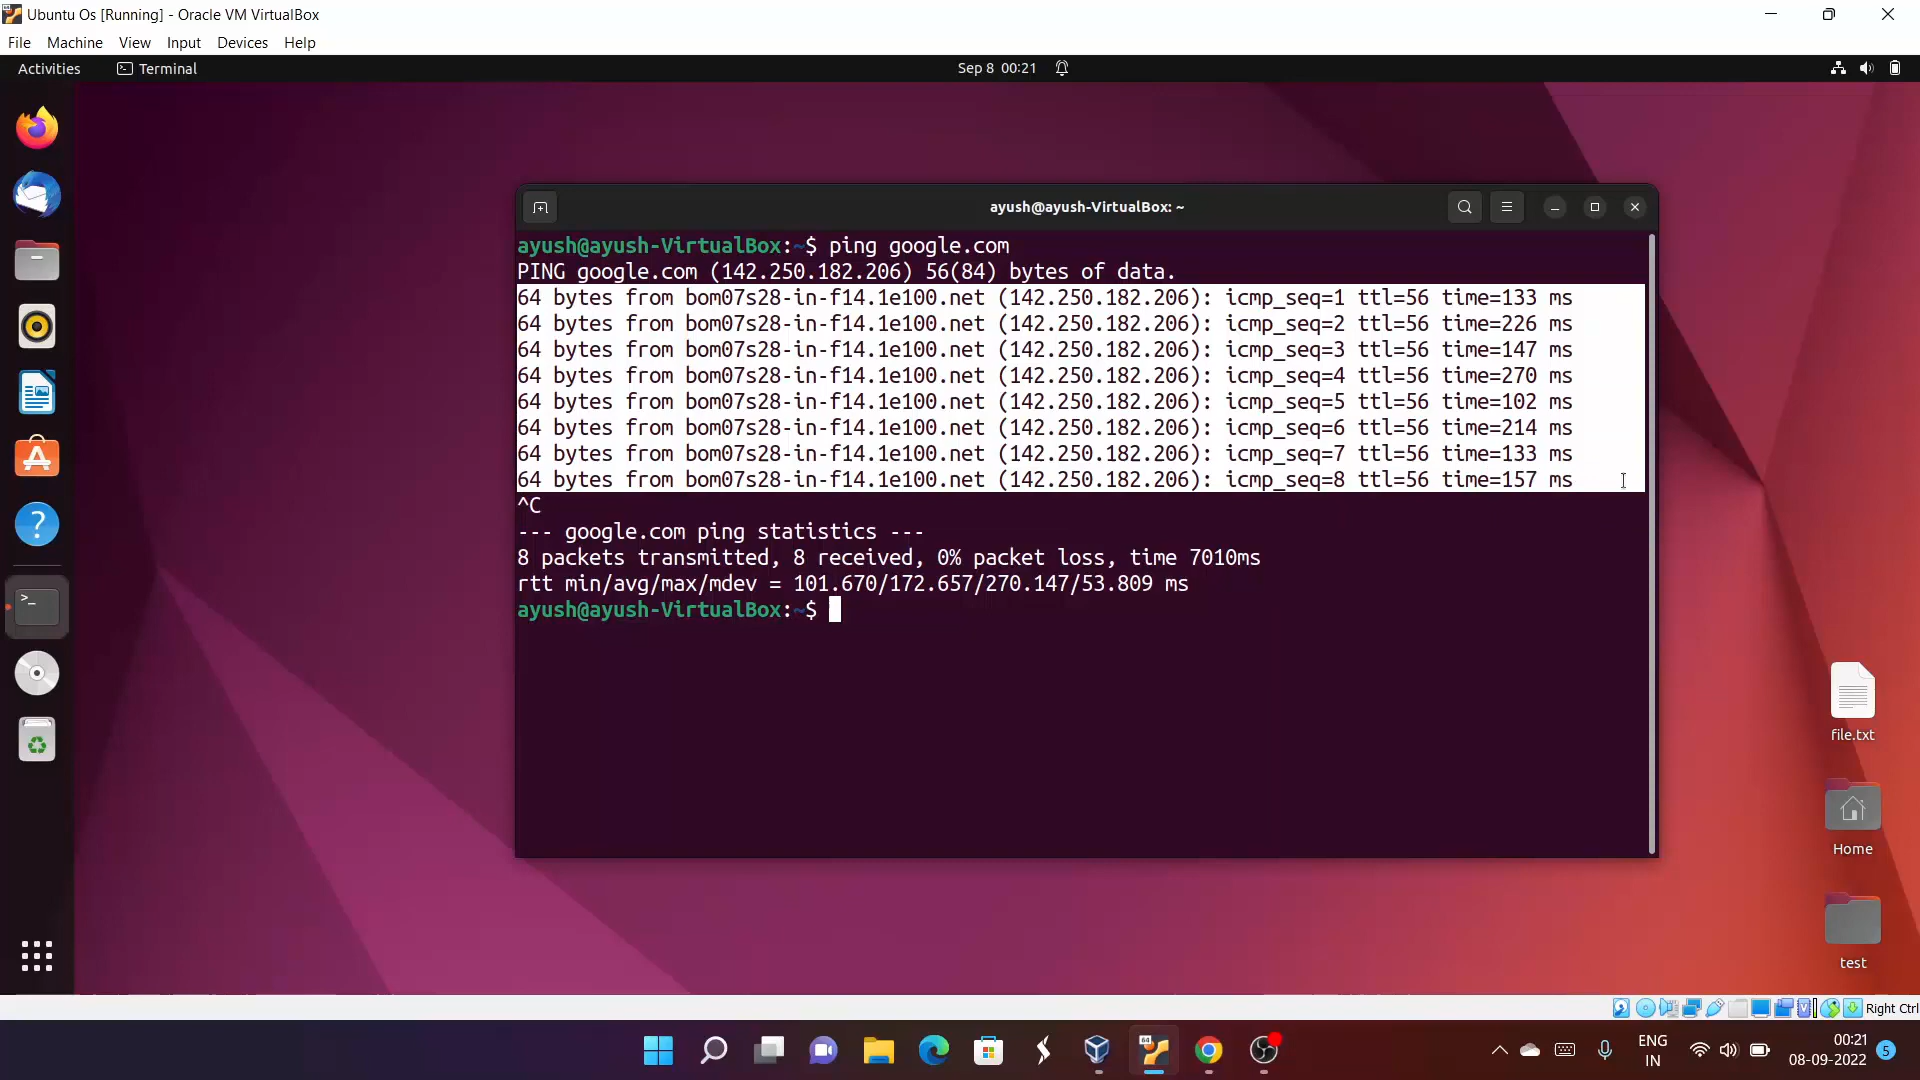 Ubuntu Os [Running] - Oracle VM VirtualBox
File Machine View Input Devices Help
Activities Terminal Sep 8 00:21
ayush@ayush-VirtualBox: ~
ayush@ayush-VirtualBox:~$ ping google.com
PING google.com (142.250.182.206) 56(84) bytes of data.
64 bytes from bom07s28-in-f14.1e100.net (142.250.182.206): icmp_seq=1 ttl=56 time=133 ms
64 bytes from bom07s28-in-f14.1e100.net (142.250.182.206): icmp_seq=2 ttl=56 time=226 ms
64 bytes from bom07s28-in-f14.1e100.net (142.250.182.206): icmp_seq=3 ttl=56 time=147 ms
64 bytes from bom07s28-in-f14.1e100.net (142.250.182.206): icmp_seq=4 ttl=56 time=270 ms
64 bytes from bom07s28-in-f14.1e100.net (142.250.182.206): icmp_seq=5 ttl=56 time=102 ms
64 bytes from bom07s28-in-f14.1e100.net (142.250.182.206): icmp_seq=6 ttl=56 time=214 ms
64 bytes from bom07s28-in-f14.1e100.net (142.250.182.206): icmp_seq=7 ttl=56 time=133 ms
64 bytes from bom07s28-in-f14.1e100.net (142.250.182.206): icmp_seq=8 ttl=56 time=157 ms
^C
--- google.com ping statistics ---
8 packets transmitted, 8 received, 0% packet loss, time 7010ms
rtt min/avg/max/mdev = 101.670/172.657/270.147/53.809 ms
ayush@ayush-VirtualBox:~$
file.txt
Home
test
Right Ctrl
ENG
IN
00:21
08-09-2022
5